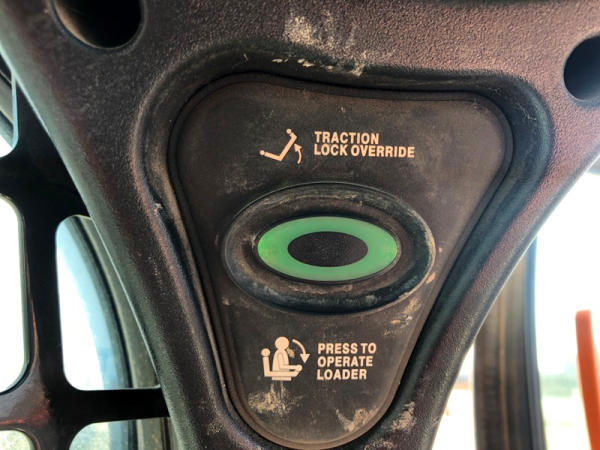 TRACTION
LOCK OVERRIDE
PRESS TO
OPERATE
LOADER